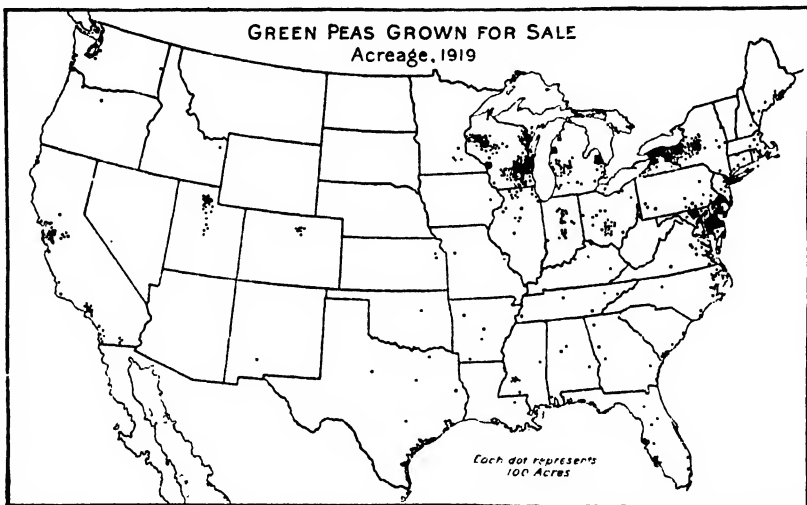 GREEN PEAS GROWN FOR SALE
Acreage, 1919
Each dot represents
100 Acres